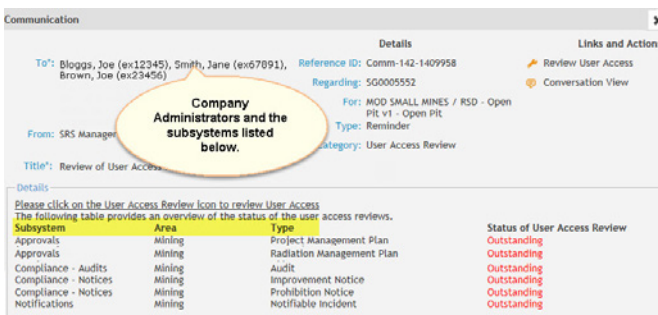 Communication
x
Details
Links and Action
To*: Bloggs, Joe (ex12345), Smith, Jane (ex67891),
Brown, Joe (ex23456)
Reference ID: Comm-142-1409958
Review User Access
Regarding: SG0005552
Conversation View
For: MOD SMALL MINES / RSD - Open
Pit v1 - Open Pit
Company
Administrators and the
subsystems listed
below.
Type: Reminder
From: SRS Manager
Category: User Access Review
Title*: Review of User Access
Details
Please click on the User Access Review icon to review User Access
The following table provides an overview of the status of the user access reviews.
Subsystem Area Type Status of User Access Review
Approvals Mining Project Management Plan Outstanding
Approvals Mining Radiation Management Plan Outstanding
Compliance - Audits Mining Audit Outstanding
Compliance - Notices Mining Improvement Notice Outstanding
Compliance - Notices Mining Prohibition Notice Outstanding
Notifications Mining Notifiable Incident Outstanding